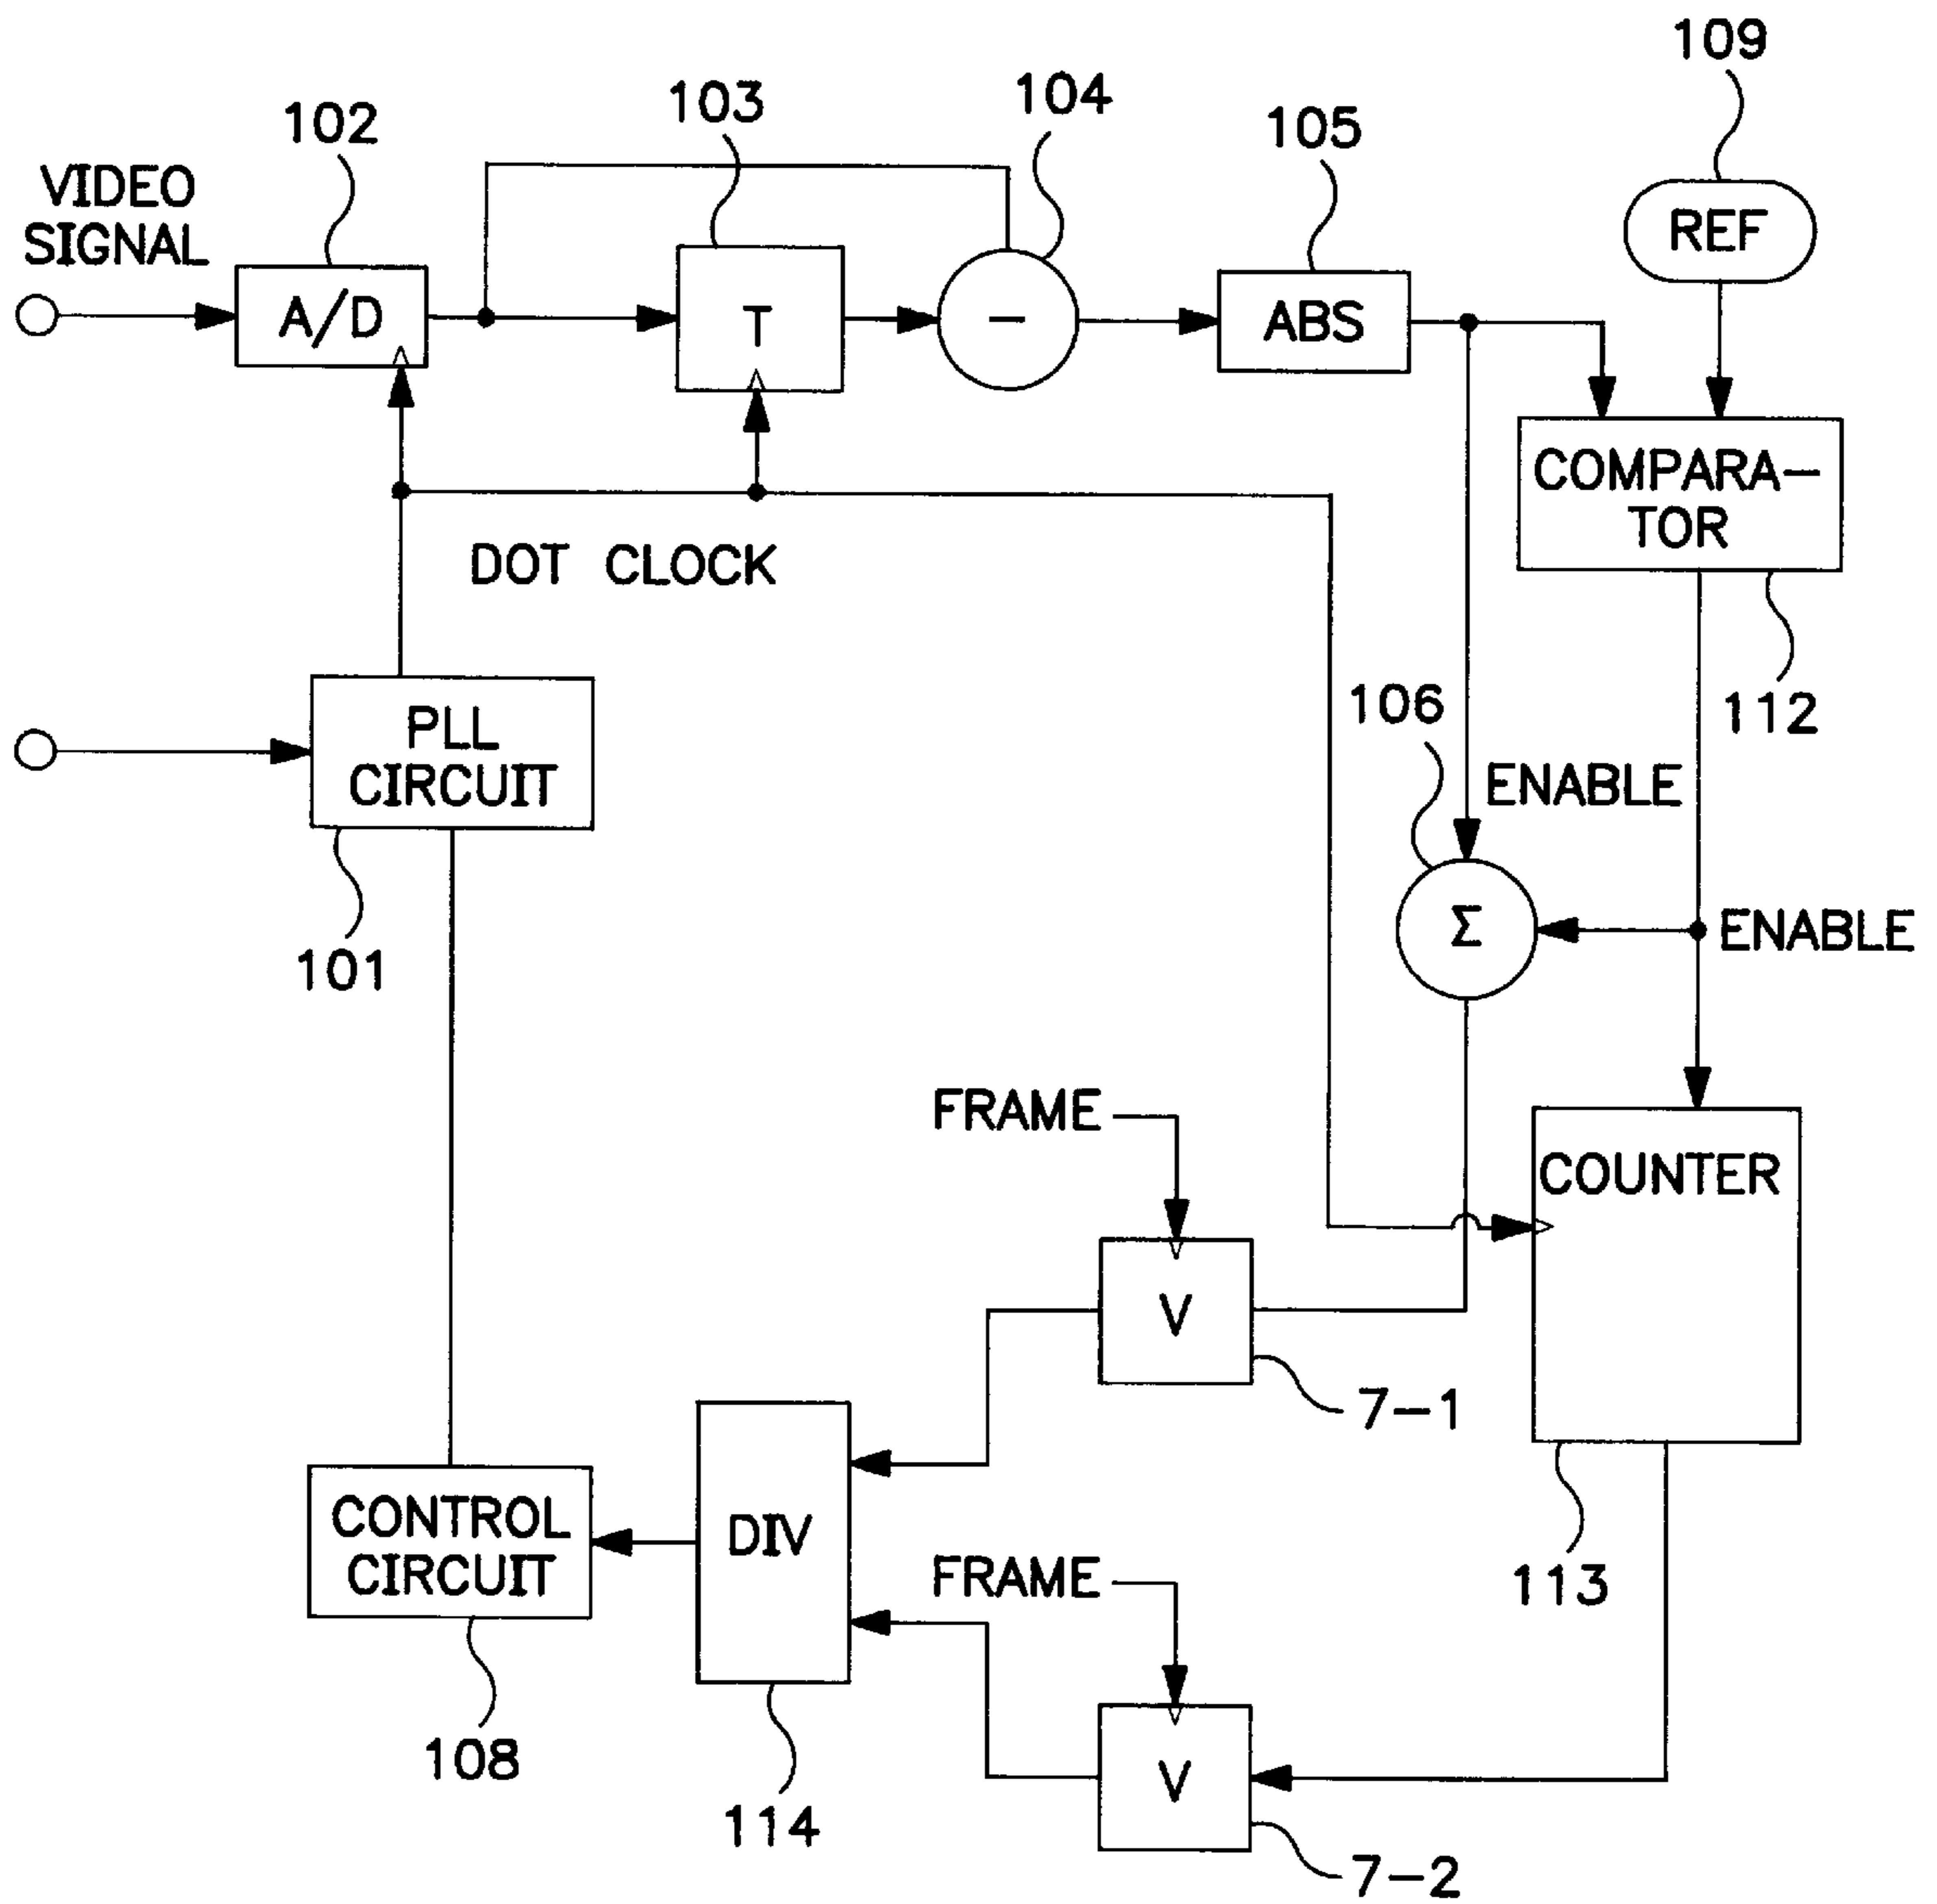 109
102
103
104
105
VIDEO
SIGNAL
REF
A/D
T
−
ABS
COMPARA−
TOR
DOT CLOCK
112
106
PLL
CIRCUIT
ENABLE
Σ
ENABLE
101
FRAME
COUNTER
V
7−1
DIV
CONTROL
CIRCUIT
FRAME
113
108
V
114
7−2